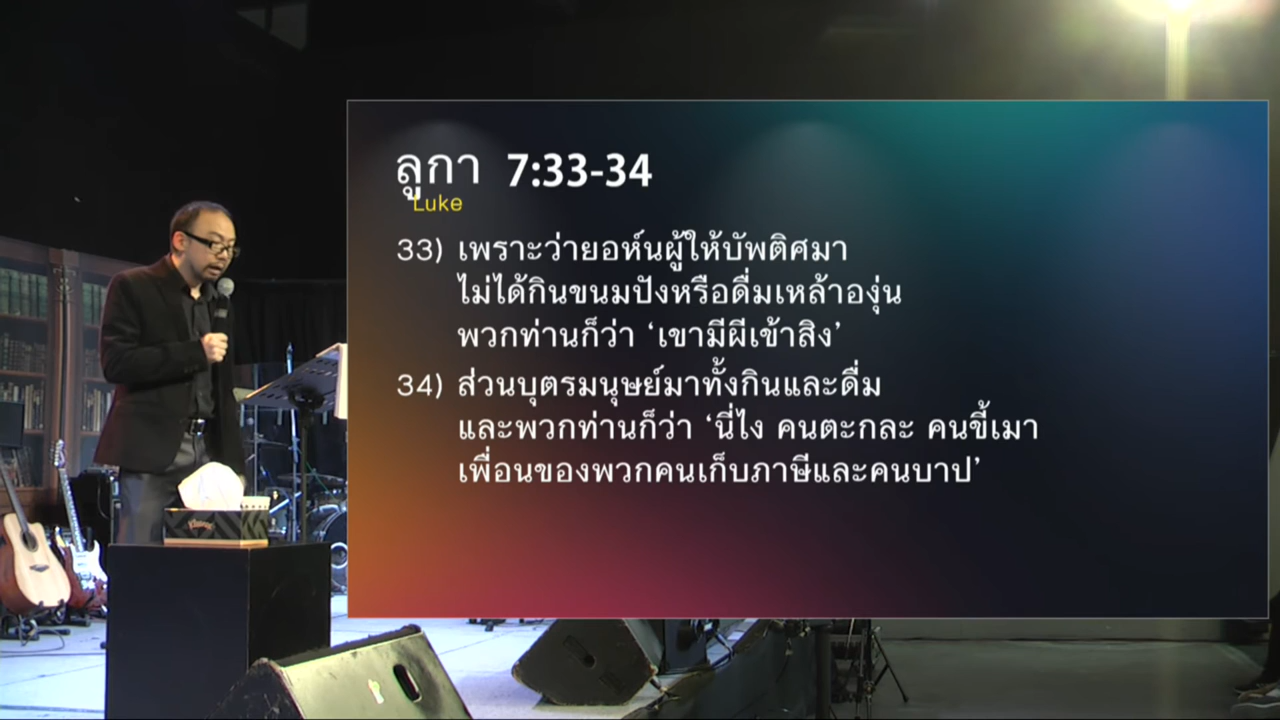 ลูกา 7:33-34
Luke
33) เพราะว่ายอห์นผู้ให้บัพติศมา
ไม่ได้กินขนมปังหรือดื่มเหล้าองุ่น
พวกท่านก็ว่า ‘เขามีผีเข้าสิง’
34) ส่วนบุตรมนุษย์มาทั้งกินและดื่ม
และพวกท่านก็ว่า ‘นี่ไง คนตะกละ คนขี้เมา
เพื่อนของพวกคนเก็บภาษีและคนบาป’
Kleenex